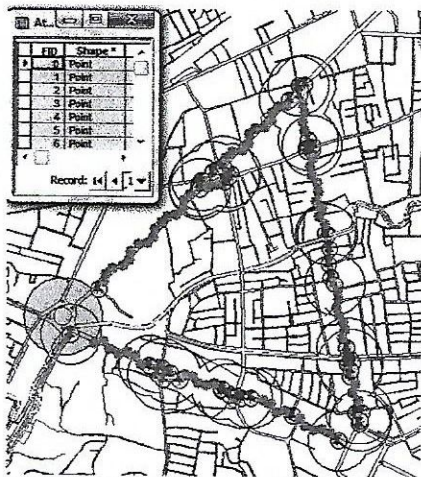 At..
FID Shape *
0 Point
1 Point
2 Point
3 Point
4 Point
5 Point
6 Point
Record: 1